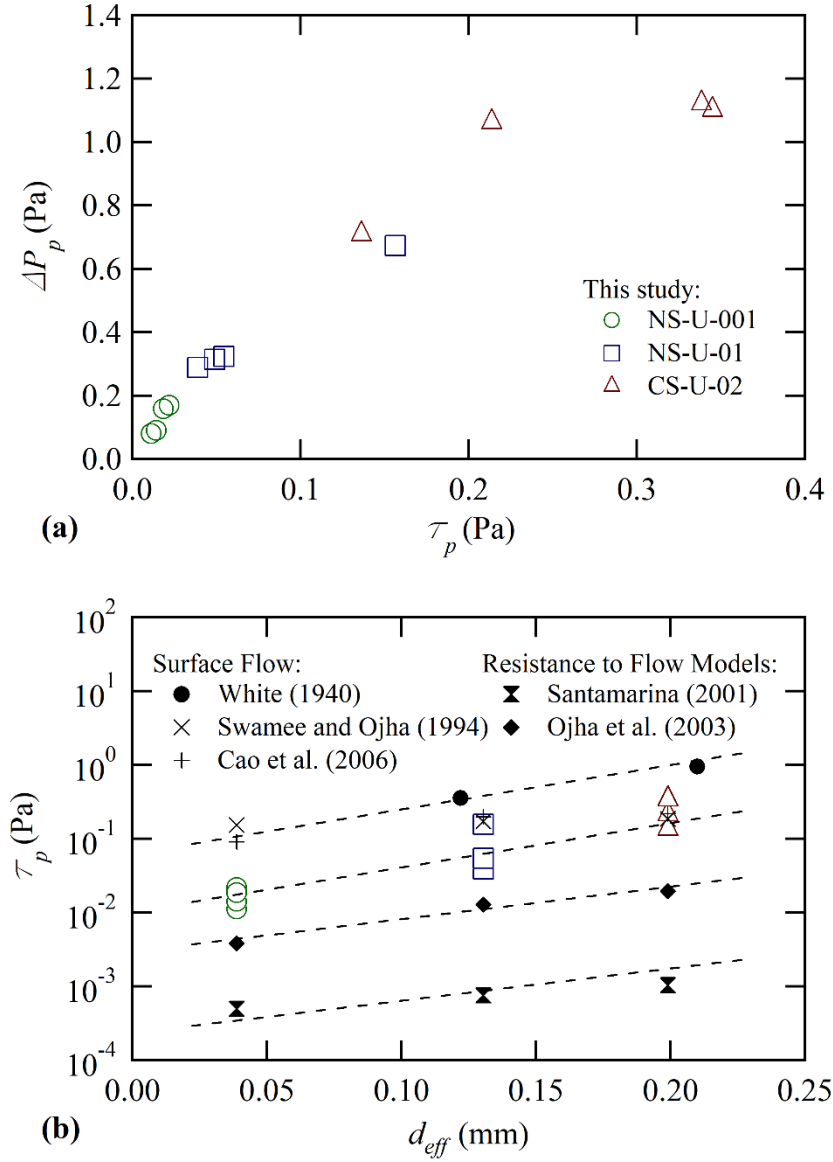 1.4
1.2
1.0
0.8
0.6
0.4
0.2
0.0
ΔP_p (Pa)
This study:
NS-U-001
NS-U-01
CS-U-02
0.0 0.1 0.2 0.3 0.4
(a)
τ_p (Pa)
10^2
10^1
10^0
10^-1
10^-2
10^-3
10^-4
τ_p (Pa)
Surface Flow:
White (1940)
Swamee and Ojha (1994)
Cao et al. (2006)
Resistance to Flow Models:
Santamarina (2001)
Ojha et al. (2003)
0.00 0.05 0.10 0.15 0.20 0.25
(b)
d_eff (mm)